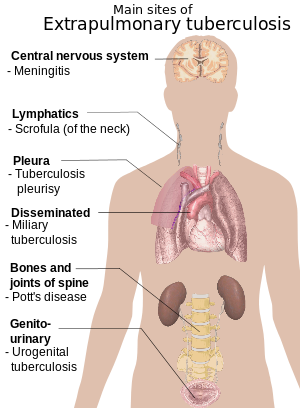 Main sites of
Extrapulmonary tuberculosis
Central nervous system
- Meningitis
Lymphatics
- Scrofula (of the neck)
Pleura
- Tuberculosis
pleurisy
Disseminated
- Miliary
tuberculosis
Bones and
joints of spine
- Pott's disease
Genito-
urinary
- Urogenital
tuberculosis